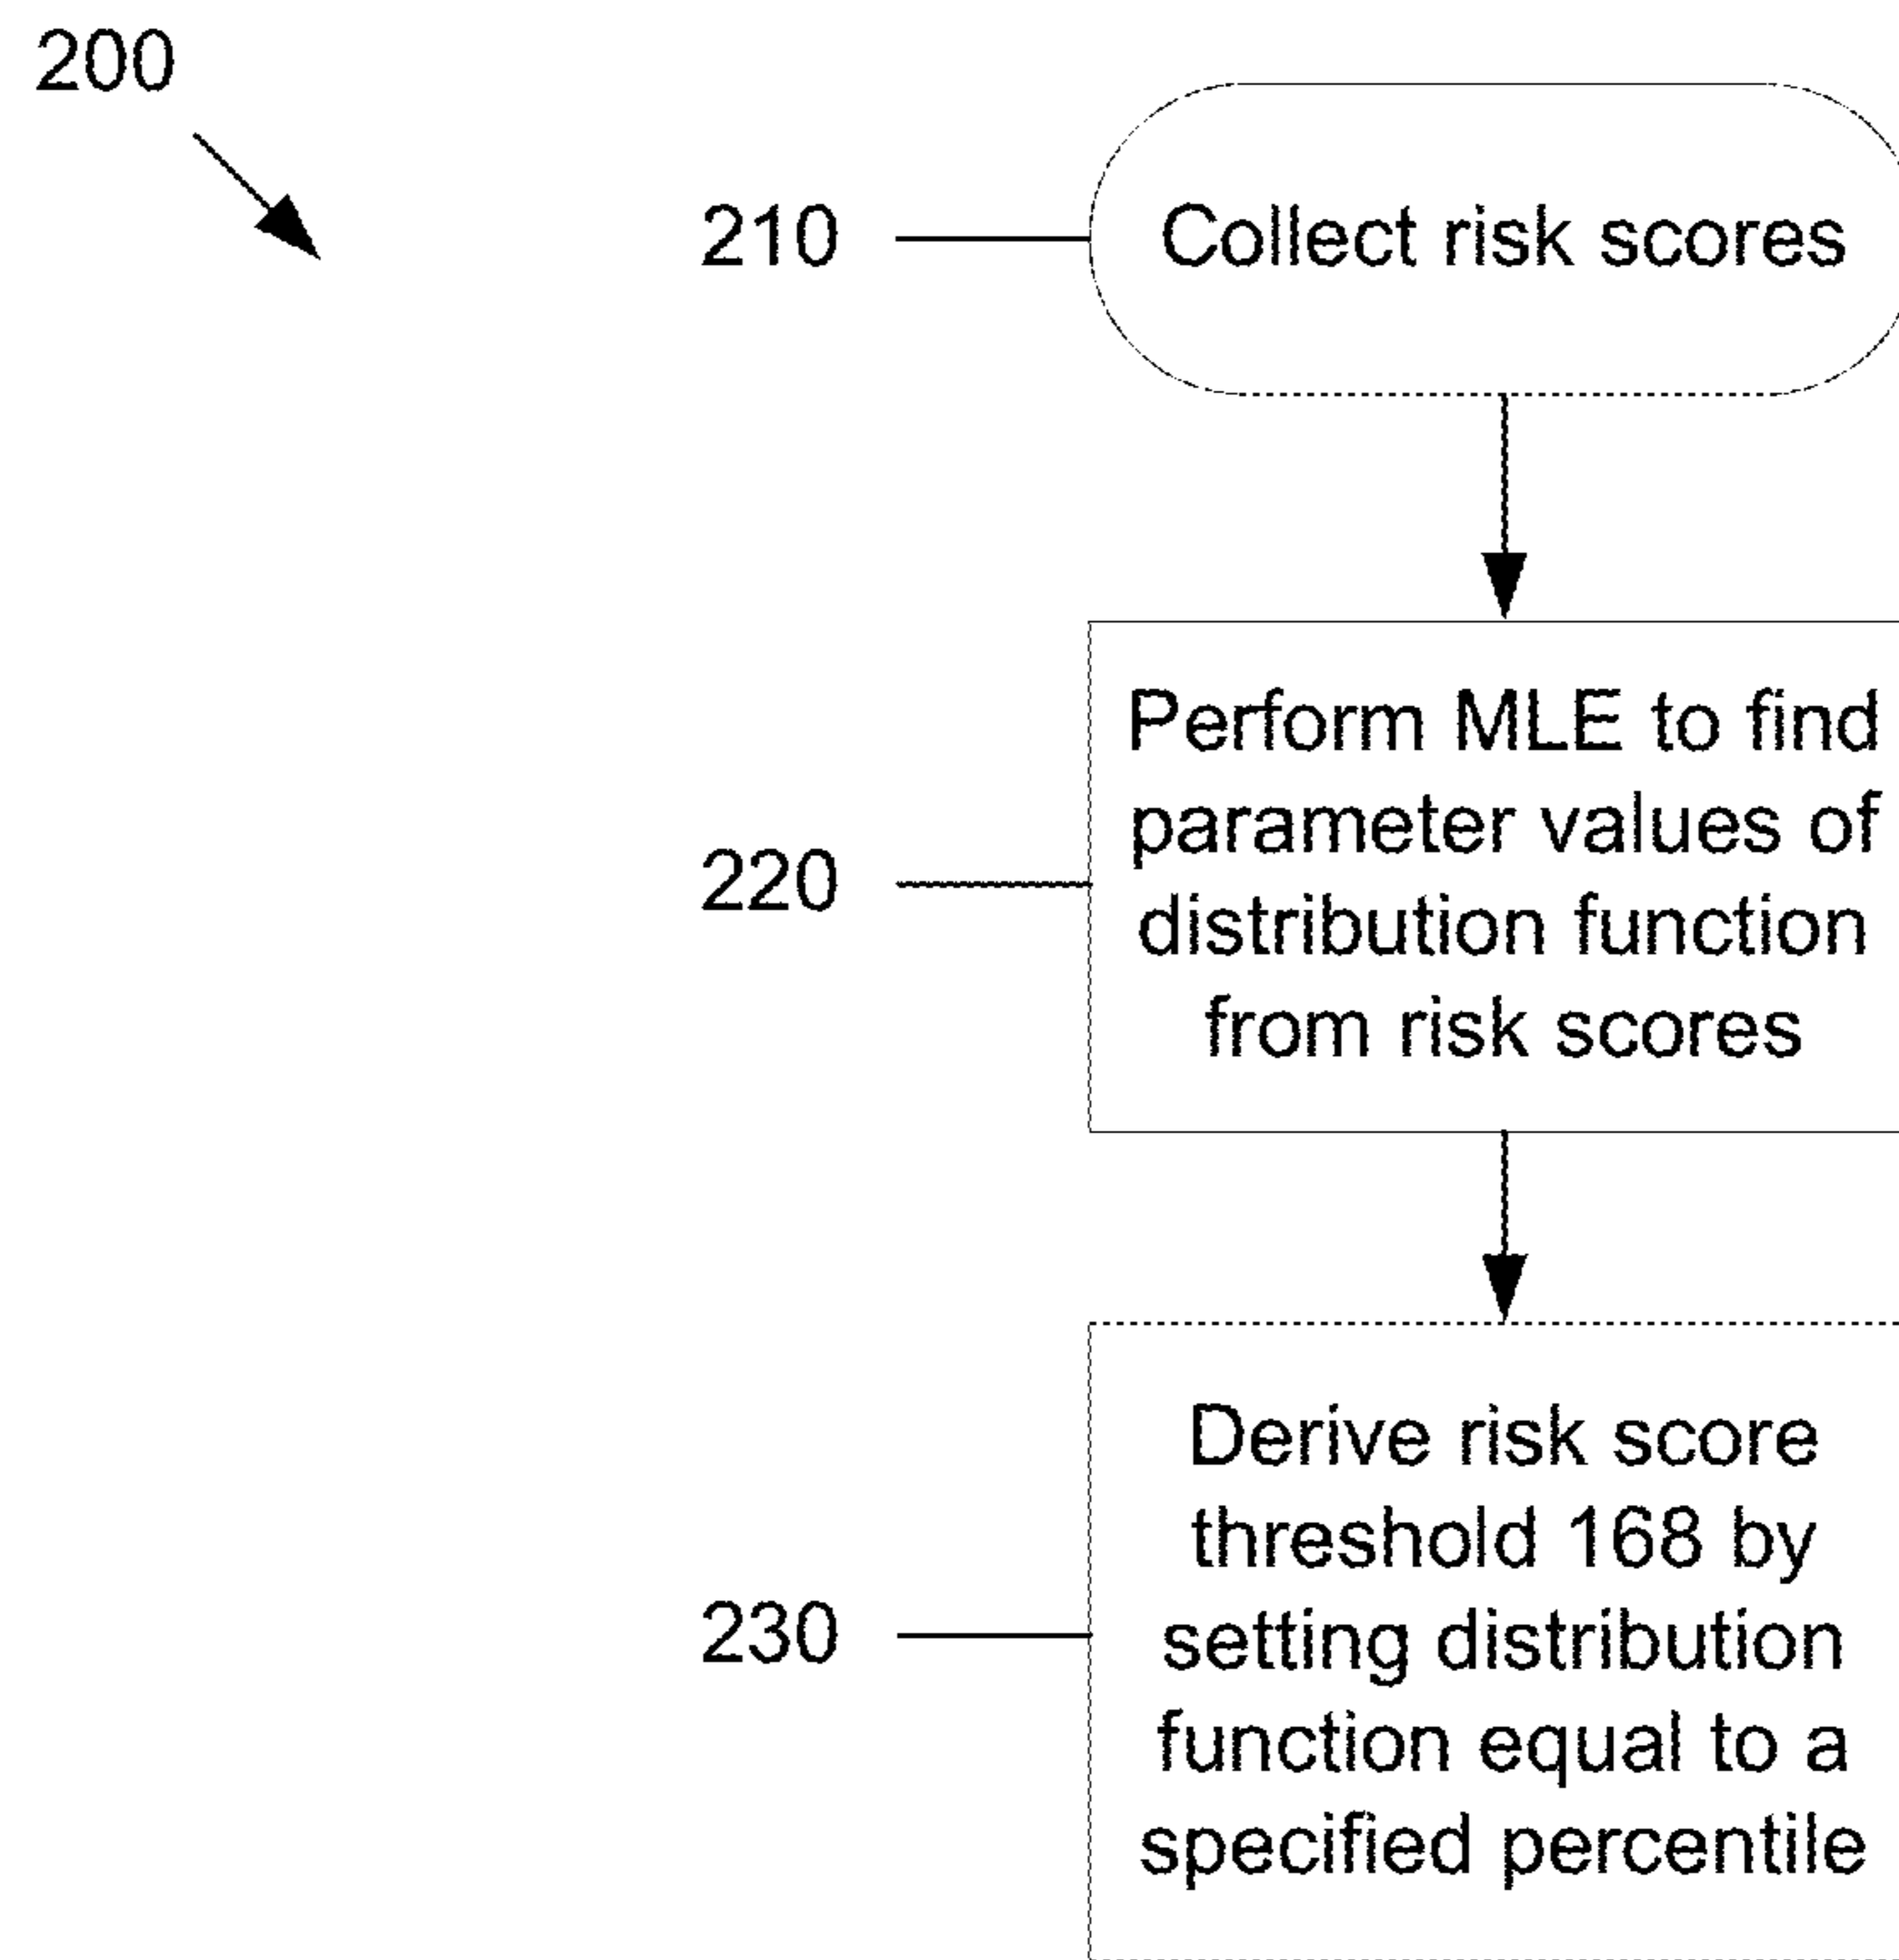 200
210
Collect risk scores
220
Perform MLE to find
parameter values of
distribution function
from risk scores
230
Derive risk score
threshold 168 by
setting distribution
function equal to a
specified percentile